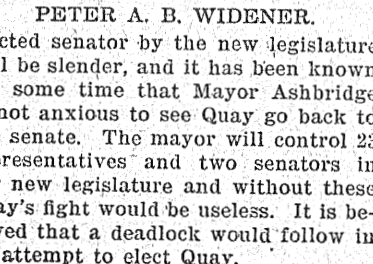 PETER A. B. WIDENER.
cted senator by the new legislature
l be slender, and it has been known
some time that Mayor Ashbridge
not anxious to see Quay go back to
senate. The mayor will control 23
resentatives and two senators in
new legislature and without these
ay's fight would be useless. It is be-
ved that a deadlock would follow in
attempt to elect Quay.